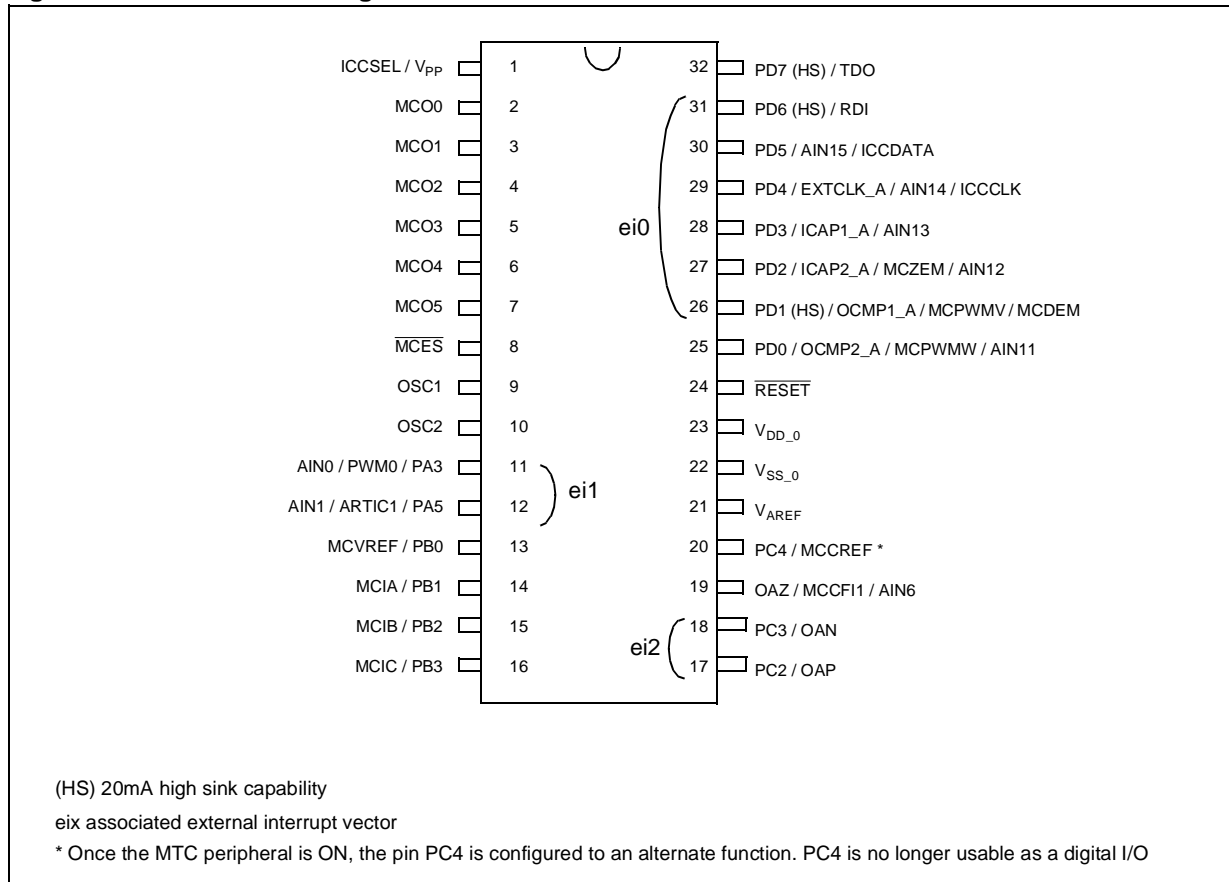 ICCSEL / VPP 1 32 PD7 (HS) / TDO
MCO0 2 31 PD6 (HS) / RDI
MCO1 3 30 PD5 / AIN15 / ICCDATA
MCO2 4 29 PD4 / EXTCLK_A / AIN14 / ICCCLK
MCO3 5 ei0 28 PD3 / ICAP1_A / AIN13
MCO4 6 27 PD2 / ICAP2_A / MCZEM / AIN12
MCO5 7 26 PD1 (HS) / OCMP1_A / MCPWMV / MCDEM
MCES 8 25 PD0 / OCMP2_A / MCPWMW / AIN11
OSC1 9 24 RESET
OSC2 10 23 VDD_0
AIN0 / PWM0 / PA3 11 22 VSS_0
ei1
AIN1 / ARTIC1 / PA5 12 21 VAREF
MCVREF / PB0 13 20 PC4 / MCCREF *
MCIA / PB1 14 19 OAZ / MCCFI1 / AIN6
MCIB / PB2 15 18 PC3 / OAN
ei2
MCIC / PB3 16 17 PC2 / OAP
(HS) 20mA high sink capability
eix associated external interrupt vector
* Once the MTC peripheral is ON, the pin PC4 is configured to an alternate function. PC4 is no longer usable as a digital I/O